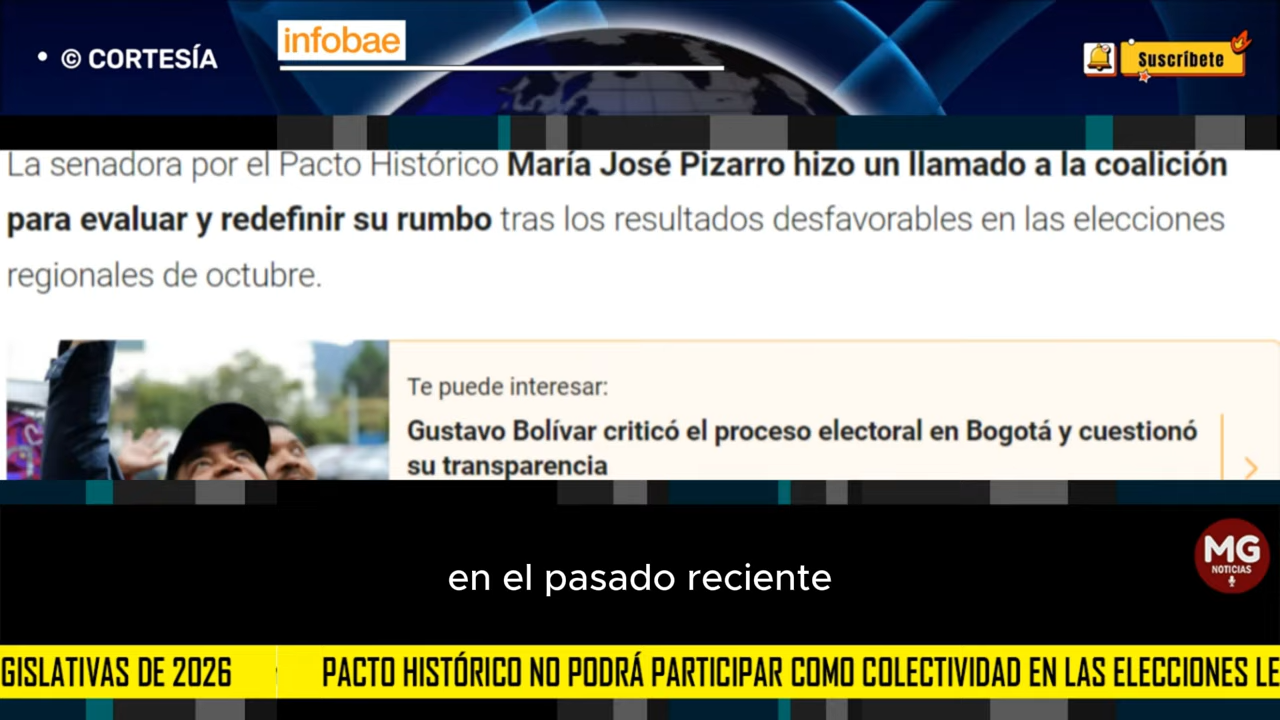 • © CORTESÍA
infobae
Suscríbete
La senadora por el Pacto Histórico María José Pizarro hizo un llamado a la coalición
para evaluar y redefinir su rumbo tras los resultados desfavorables en las elecciones
regionales de octubre.
Te puede interesar:
Gustavo Bolívar criticó el proceso electoral en Bogotá y cuestionó
su transparencia
en el pasado reciente
MG
NOTICIAS
GISLATIVAS DE 2026 PACTO HISTÓRICO NO PODRÁ PARTICIPAR COMO COLECTIVIDAD EN LAS ELECCIONES LE